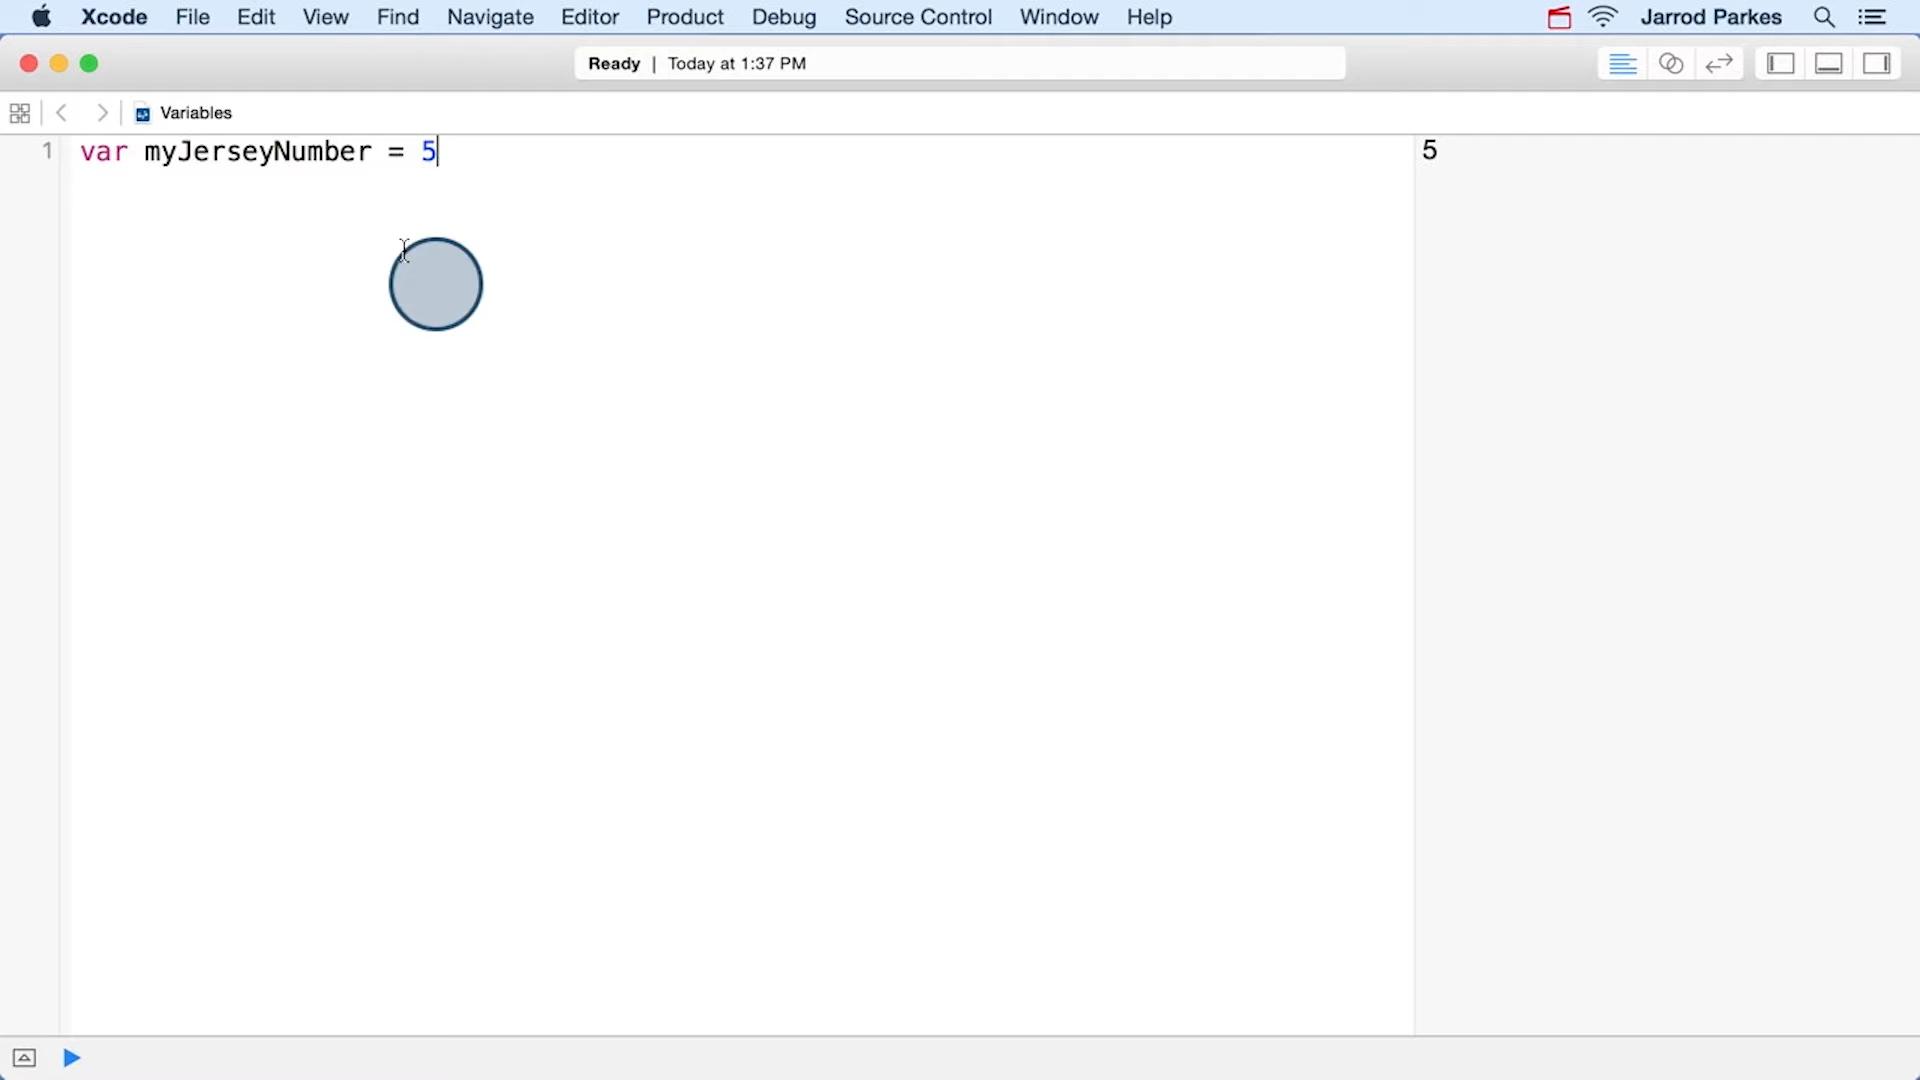 Xcode File Edit View Find Navigate Editor Product Debug Source Control Window Help Jarrod Parkes
Ready | Today at 1:37 PM
Variables
1 var myJerseyNumber = 5 5